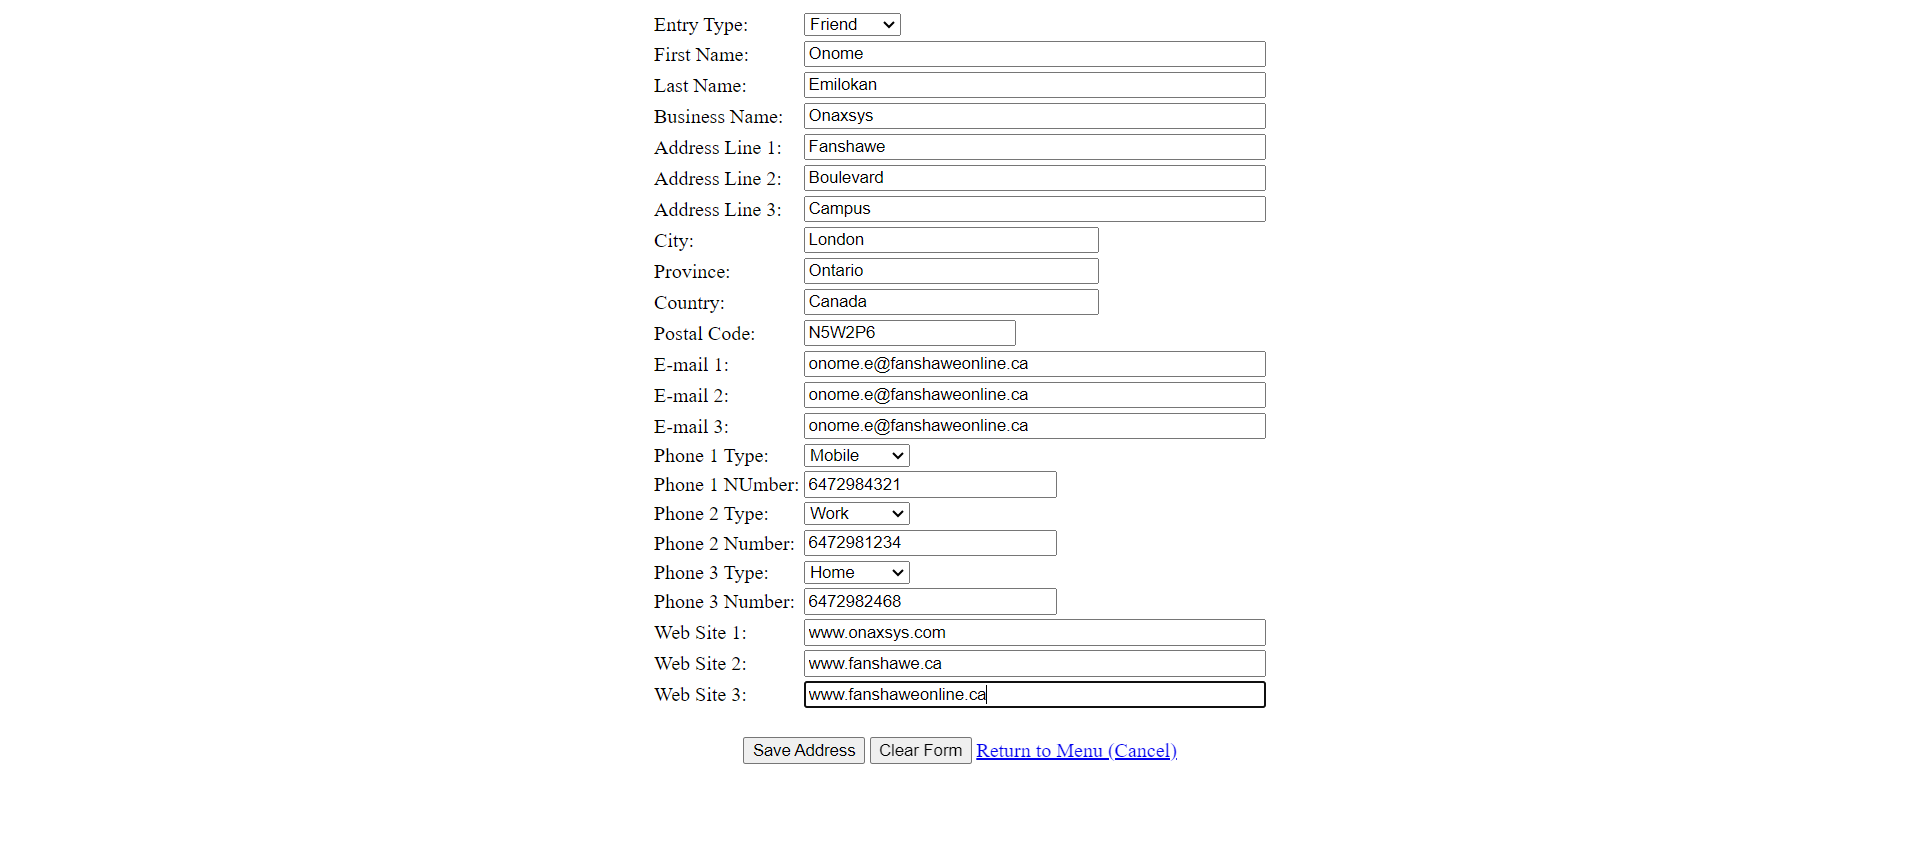 Entry Type: Friend
First Name: Onome
Last Name: Emilokan
Business Name: Onaxsys
Address Line 1: Fanshawe
Address Line 2: Boulevard
Address Line 3: Campus
City: London
Province: Ontario
Country: Canada
Postal Code: N5W2P6
E-mail 1: onome.e@fanshaweonline.ca
E-mail 2: onome.e@fanshaweonline.ca
E-mail 3: onome.e@fanshaweonline.ca
Phone 1 Type: Mobile
Phone 1 NUmber: 6472984321
Phone 2 Type: Work
Phone 2 Number: 6472981234
Phone 3 Type: Home
Phone 3 Number: 6472982468
Web Site 1: www.onaxsys.com
Web Site 2: www.fanshawe.ca
Web Site 3: www.fanshaweonline.ca
Save Address Clear Form Return to Menu (Cancel)